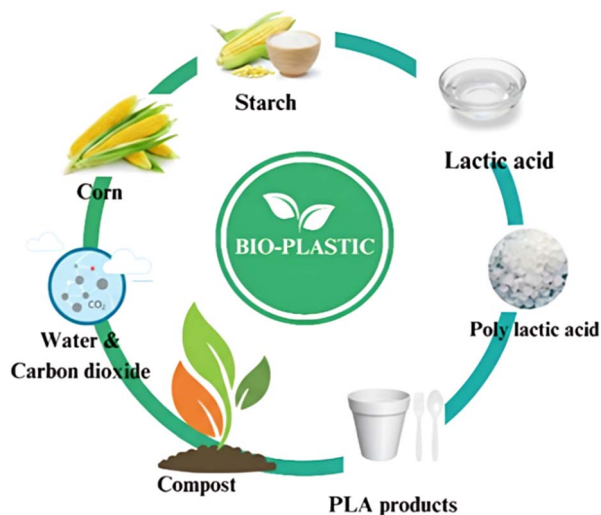 Starch
Lactic acid
Corn
BIO-PLASTIC
Poly lactic acid
CO₂
Water &
Carbon dioxide
Compost
PLA products